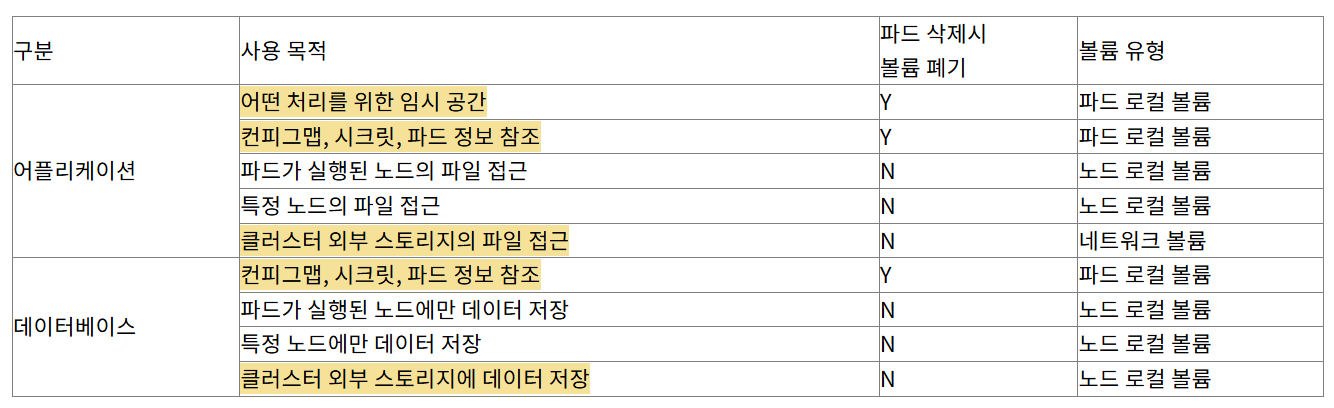 구분 사용 목적 파드 삭제시 볼륨 유형
볼륨 폐기
어떤 처리를 위한 임시 공간 Y 파드 로컬 볼륨
컨피그맵, 시크릿, 파드 정보 참조 Y 파드 로컬 볼륨
어플리케이션 파드가 실행된 노드의 파일 접근 N 노드 로컬 볼륨
특정 노드의 파일 접근 N 노드 로컬 볼륨
클러스터 외부 스토리지의 파일 접근 N 네트워크 볼륨
컨피그맵, 시크릿, 파드 정보 참조 Y 파드 로컬 볼륨
데이터베이스 파드가 실행된 노드에만 데이터 저장 N 노드 로컬 볼륨
특정 노드에만 데이터 저장 N 노드 로컬 볼륨
클러스터 외부 스토리지에 데이터 저장 N 노드 로컬 볼륨